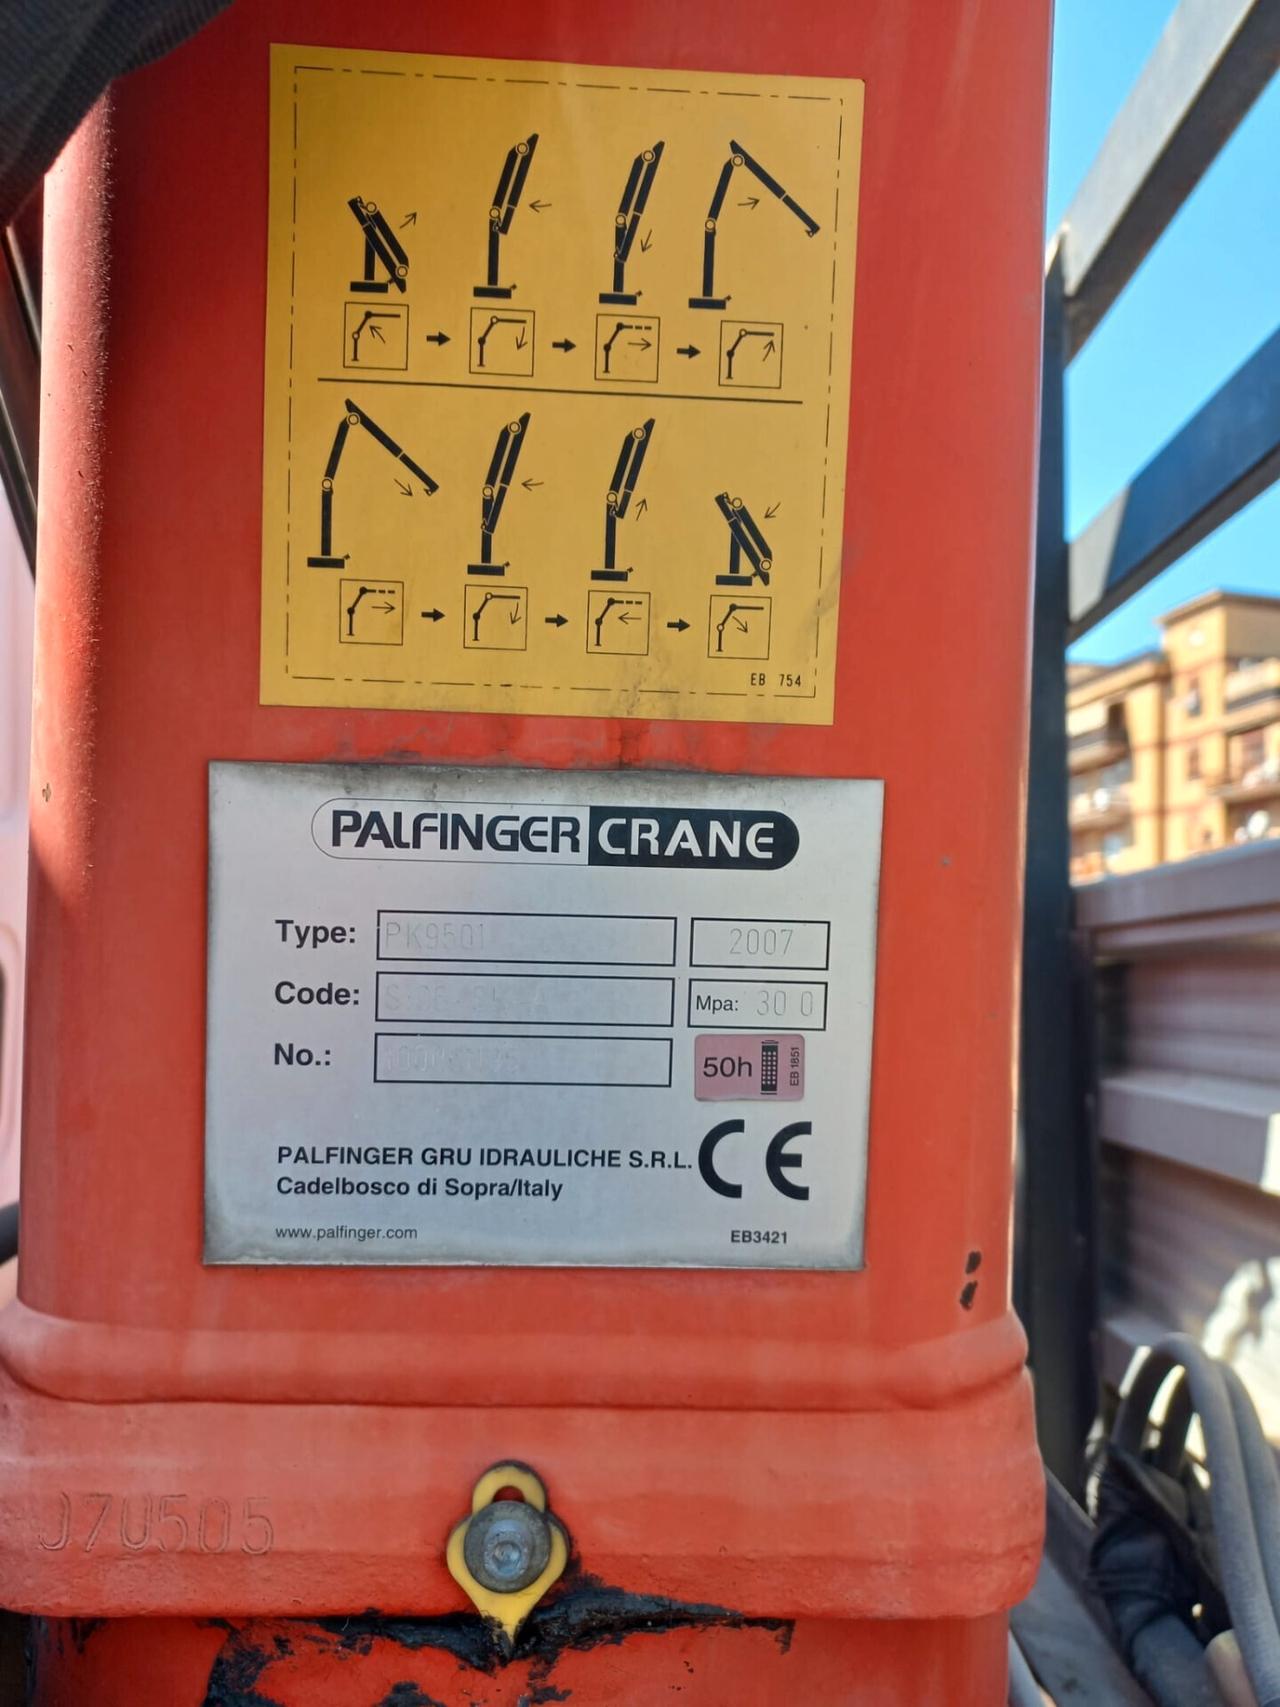 EB 754
PALFINGER CRANE
Type: PK9501 2007
Code: Mpa: 30 0
No.:
50h EB 1851
PALFINGER GRU IDRAULICHE S.R.L. CE
Cadelbosco di Sopra/Italy
www.palfinger.com EB3421
J7U505